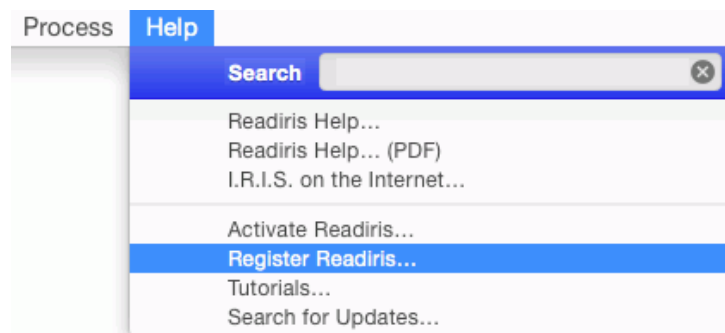 Process Help
Search
Readiris Help...
Readiris Help... (PDF)
I.R.I.S. on the Internet...
Activate Readiris...
Register Readiris...
Tutorials...
Search for Updates...